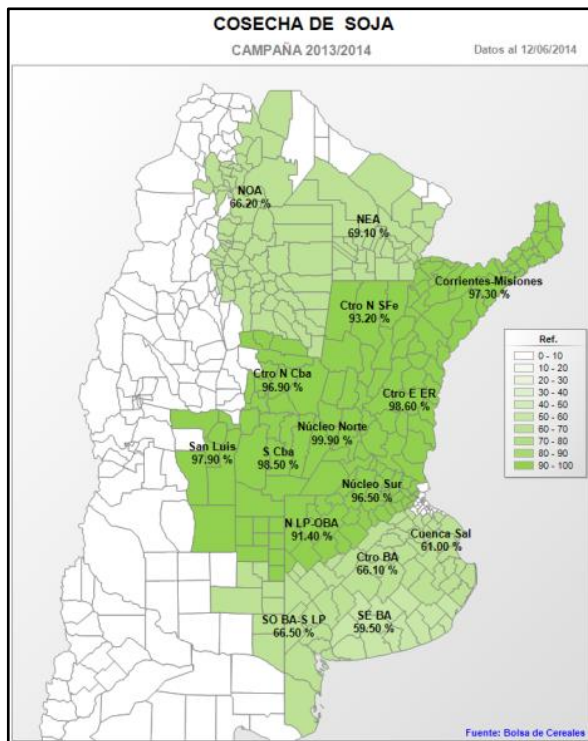 COSECHA DE SOJA
CAMPAÑA 2013/2014
Datos al 12/06/2014
NOA
66.20 %
NEA
69.10 %
Corrientes-Misiones
97.30 %
Ctro N SFe
93.20 %
Ctro N Cba
96.90 %
Ctro E ER
98.60 %
Núcleo Norte
99.90 %
San Luis
97.90 %
S Cba
98.50 %
Núcleo Sur
96.50 %
N LP-OBA
91.40 %
Cuenca Sal
61.00 %
Ctro BA
66.10 %
SO BA-S LP
66.50 %
SE BA
59.50 %
Ref.
0 - 10
10 - 20
20 - 30
30 - 40
40 - 50
50 - 60
60 - 70
70 - 80
80 - 90
90 - 100
Fuente: Bolsa de Cereales